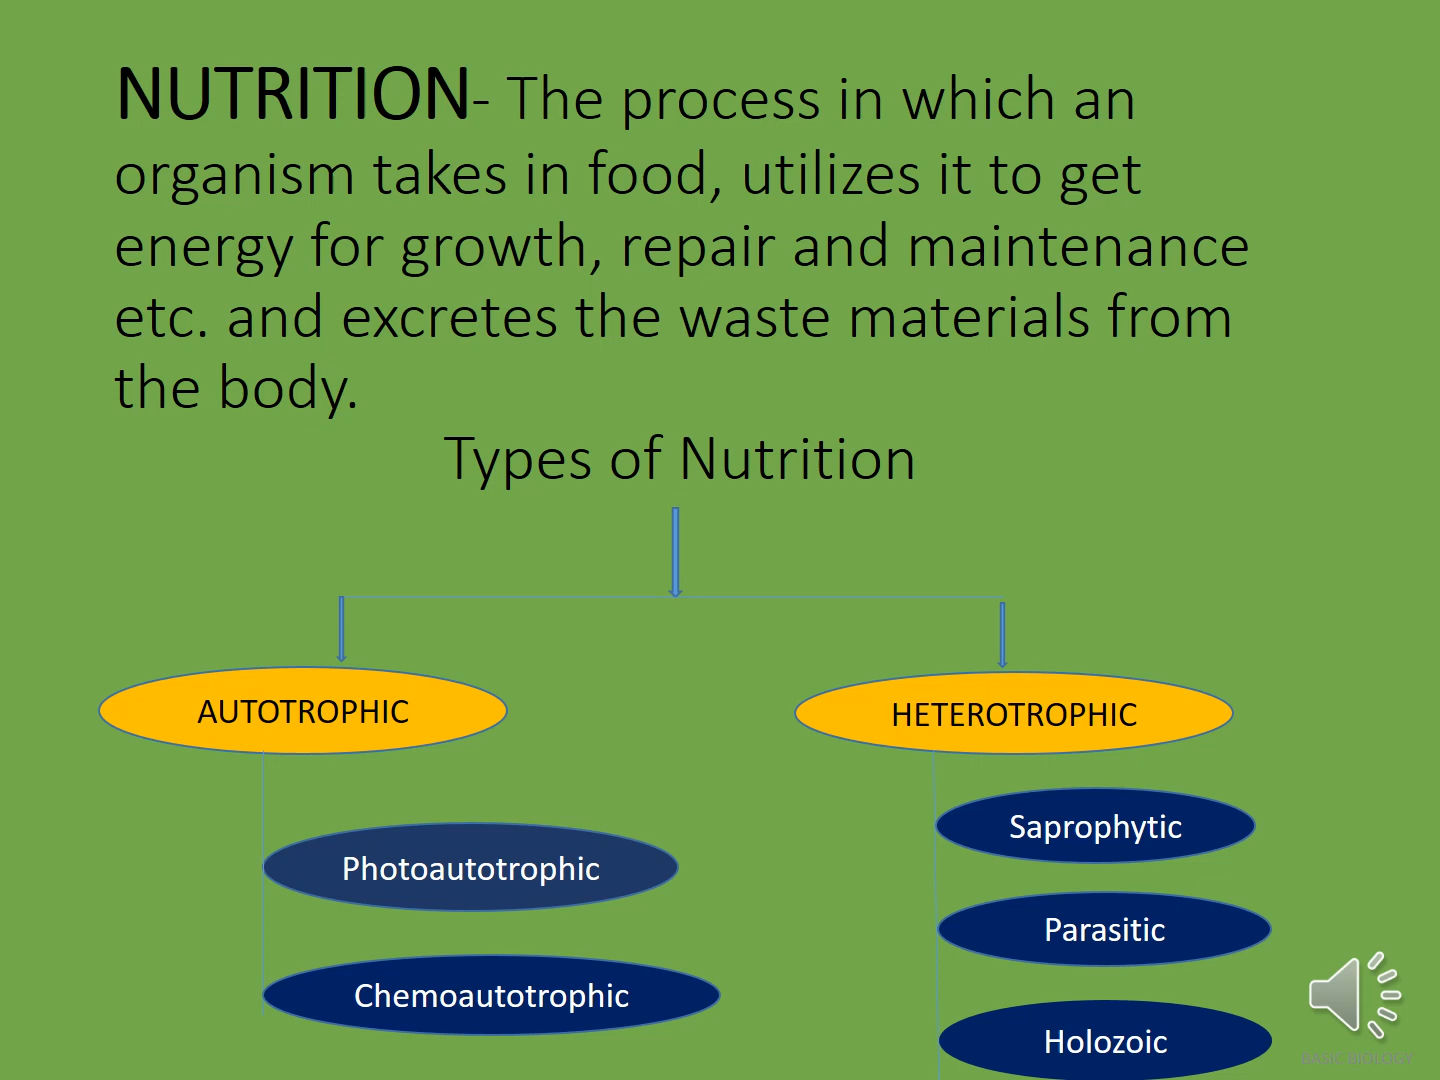 NUTRITION- The process in which an
organism takes in food, utilizes it to get
energy for growth, repair and maintenance
etc. and excretes the waste materials from
the body.
Types of Nutrition
AUTOTROPHIC
HETEROTROPHIC
Photoautotrophic
Chemoautotrophic
Saprophytic
Parasitic
Holozoic